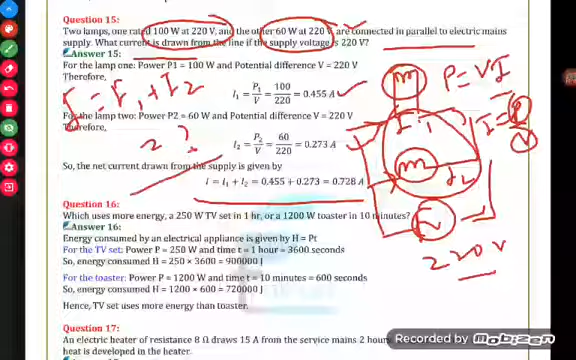 Question 15
Two lamps, one rated 100 W at 220 V, and the other 60 W at 220 V, are connected in parallel to electric mains
supply. What current is drawn from the line if the supply voltage is 220 V?
Answer 15:
For the lamp one: Power P1 = 100 W and Potential difference V = 220 V
Therefore,
I₁ = P₁/V = 100/220 = 0.455 A
I = I₁ + I₂
For the lamp two: Power P2 = 60 W and Potential difference V = 220 V
Therefore,
I₂ = P₂/V = 60/220 = 0.273 A
So, the net current drawn from the supply is given by
I = I₁ + I₂ = 0.455 + 0.273 = 0.728 A
P = VI
I = P/V
I₁
I₂
220 V
Question 16
Which uses more energy, a 250 W TV set in 1 hr, or a 1200 W toaster in 10 minutes?
Answer 16:
Energy consumed by an electrical appliance is given by H = Pt
For the TV set: Power P = 250 W and time t = 1 hour = 3600 seconds
So, energy consumed H = 250 × 3600 = 900000 J
For the toaster: Power P = 1200 W and time t = 10 minutes = 600 seconds
So, energy consumed H = 1200 × 600 = 720000 J
Hence, TV set uses more energy than toaster.
Question 17
An electric heater of resistance 8 Ω draws 15 A from the service mains 2 hours
heat is developed in the heater.
Recorded by Mobizen